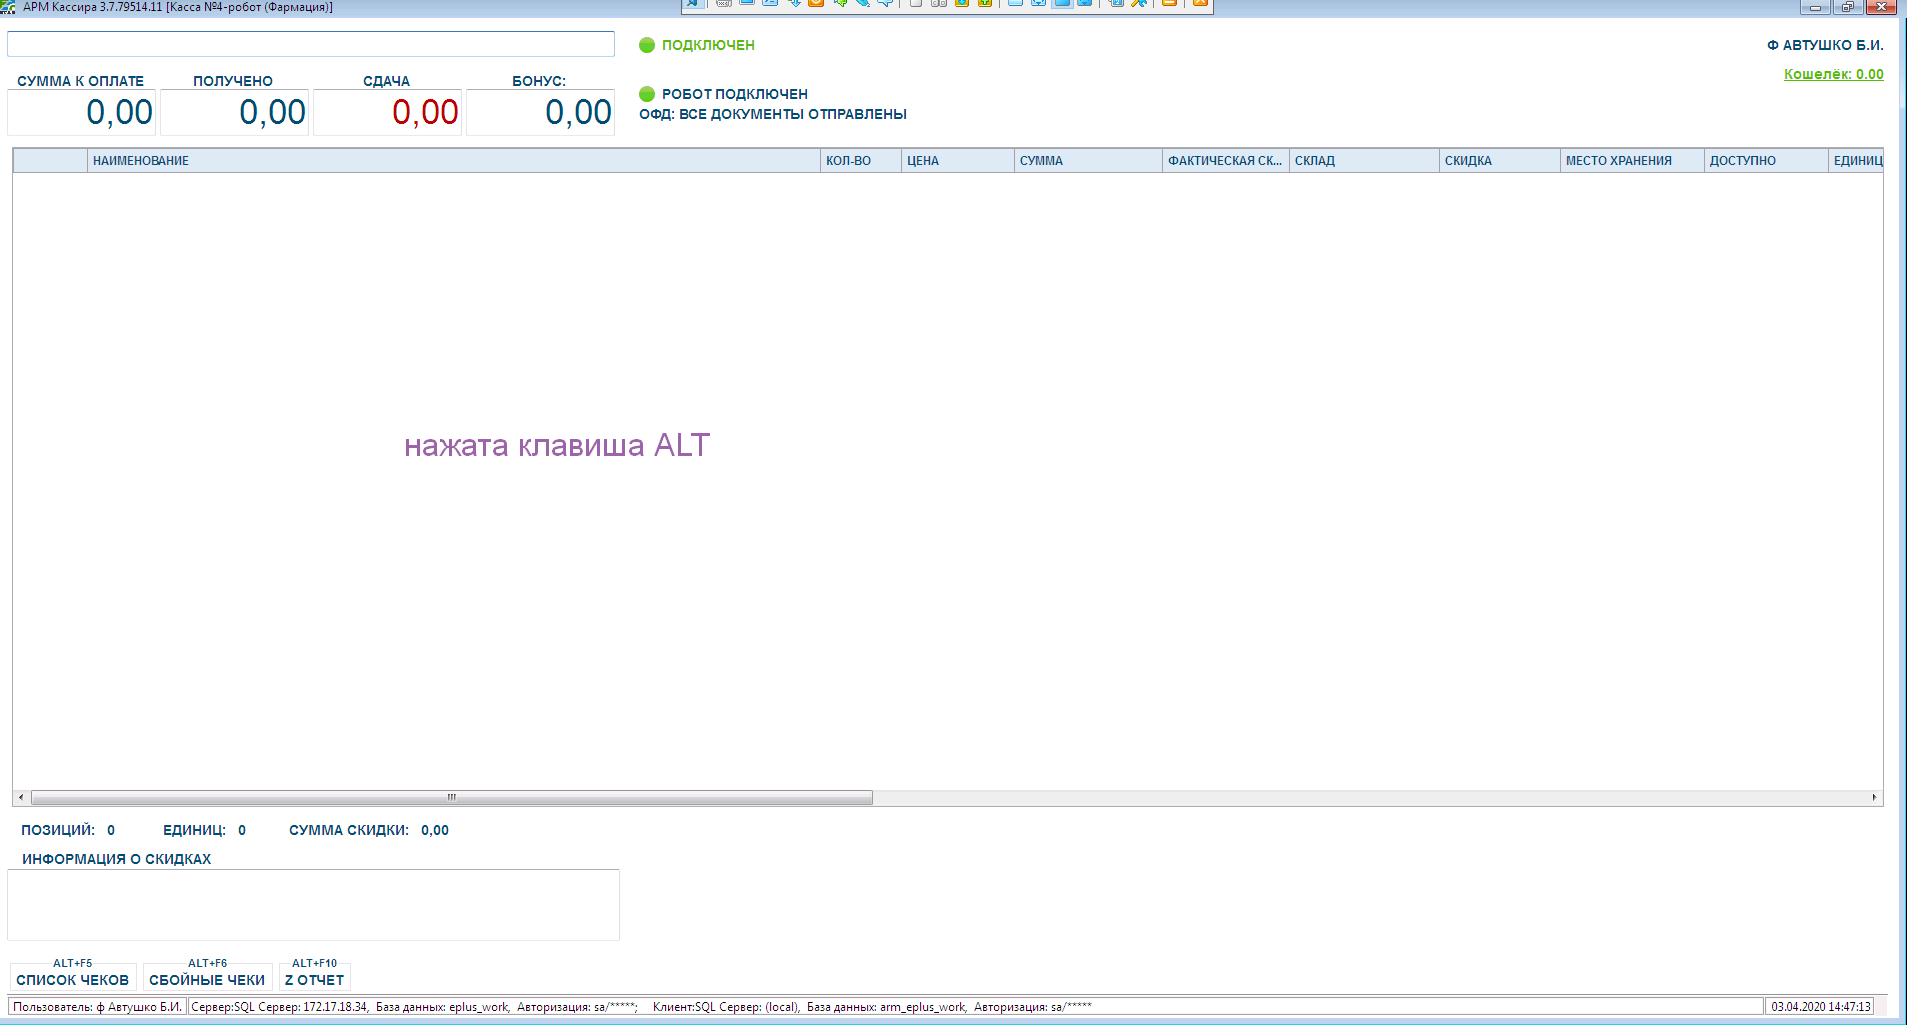 АРМ Кассира 3.7.79514.11 [Касса №4-робот (Фармация)]
ПОДКЛЮЧЕН
Ф АВТУШКО Б.И.
Кошелёк: 0.00
СУММА К ОПЛАТЕ ПОЛУЧЕНО СДАЧА БОНУС:
0,00 0,00 0,00 0,00
РОБОТ ПОДКЛЮЧЕН
ОФД: ВСЕ ДОКУМЕНТЫ ОТПРАВЛЕНЫ
НАИМЕНОВАНИЕ КОЛ-ВО ЦЕНА СУММА ФАКТИЧЕСКАЯ СК... СКЛАД СКИДКА МЕСТО ХРАНЕНИЯ ДОСТУПНО ЕДИНИЦ
нажата клавиша ALT
ПОЗИЦИЙ: 0 ЕДИНИЦ: 0 СУММА СКИДКИ: 0,00
ИНФОРМАЦИЯ О СКИДКАХ
ALT+F5 ALT+F6 ALT+F10
СПИСОК ЧЕКОВ СБОЙНЫЕ ЧЕКИ Z ОТЧЕТ
Пользователь: ф Автушко Б.И. Сервер:SQL Сервер: 172.17.18.34, База данных: eplus_work, Авторизация: sa/*****; Клиент:SQL Сервер: (local), База данных: arm_eplus_work, Авторизация: sa/***** 03.04.2020 14:47:13